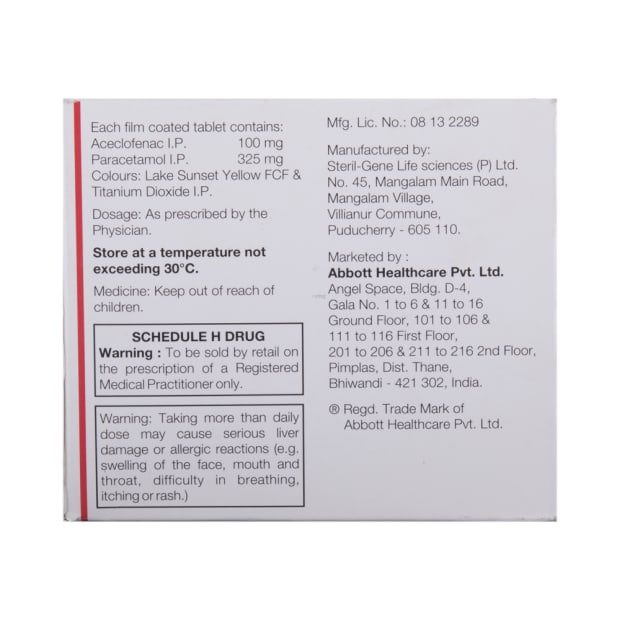 Each film coated tablet contains:
Aceclofenac I.P. 100 mg
Paracetamol I.P. 325 mg
Colours: Lake Sunset Yellow FCF &
Titanium Dioxide I.P.
Dosage: As prescribed by the
Physician.
Store at a temperature not
exceeding 30°C.
Medicine: Keep out of reach of
children.
SCHEDULE H DRUG
Warning : To be sold by retail on
the prescription of a Registered
Medical Practitioner only.
Warning: Taking more than daily
dose may cause serious liver
damage or allergic reactions (e.g.
swelling of the face, mouth and
throat, difficulty in breathing,
itching or rash.)
Mfg. Lic. No.: 08 13 2289
Manufactured by:
Steril-Gene Life sciences (P) Ltd.
No. 45, Mangalam Main Road,
Mangalam Village,
Villianur Commune,
Puducherry - 605 110.
Marketed by :
Abbott Healthcare Pvt. Ltd.
Angel Space, Bldg. D-4,
Gala No. 1 to 6 & 11 to 16
Ground Floor, 101 to 106 &
111 to 116 First Floor,
201 to 206 & 211 to 216 2nd Floor,
Pimplas, Dist. Thane,
Bhiwandi - 421 302, India.
® Regd. Trade Mark of
Abbott Healthcare Pvt. Ltd.